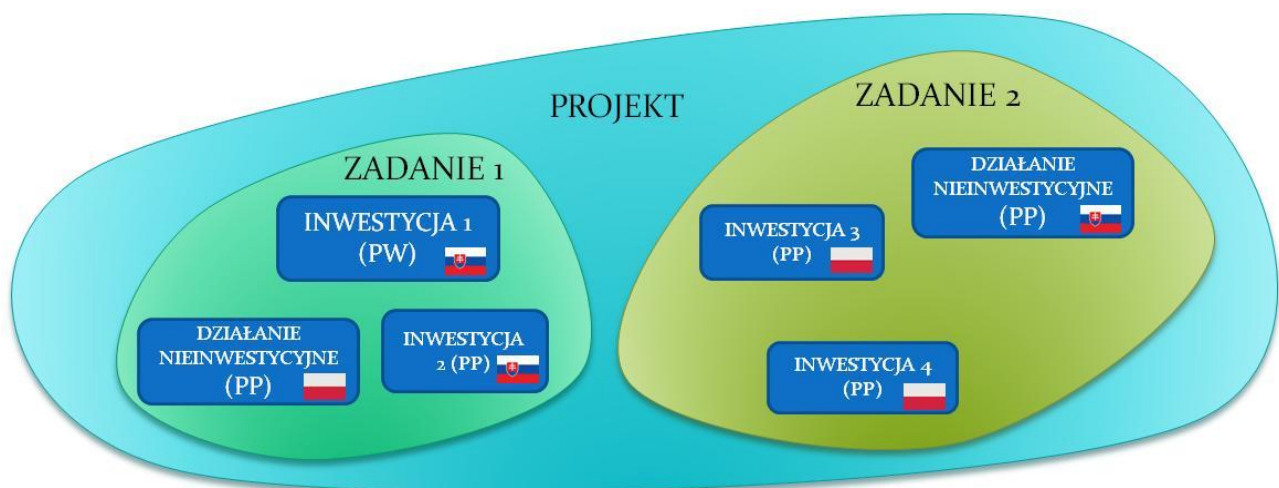 PROJEKT
ZADANIE 1
INWESTYCJA 1
(PW)
DZIAŁANIE
NIEINWESTYCYJNE
(PP)
INWESTYCJA
2 (PP)
ZADANIE 2
DZIAŁANIE
NIEINWESTYCYJNE
(PP)
INWESTYCJA 3
(PP)
INWESTYCJA 4
(PP)